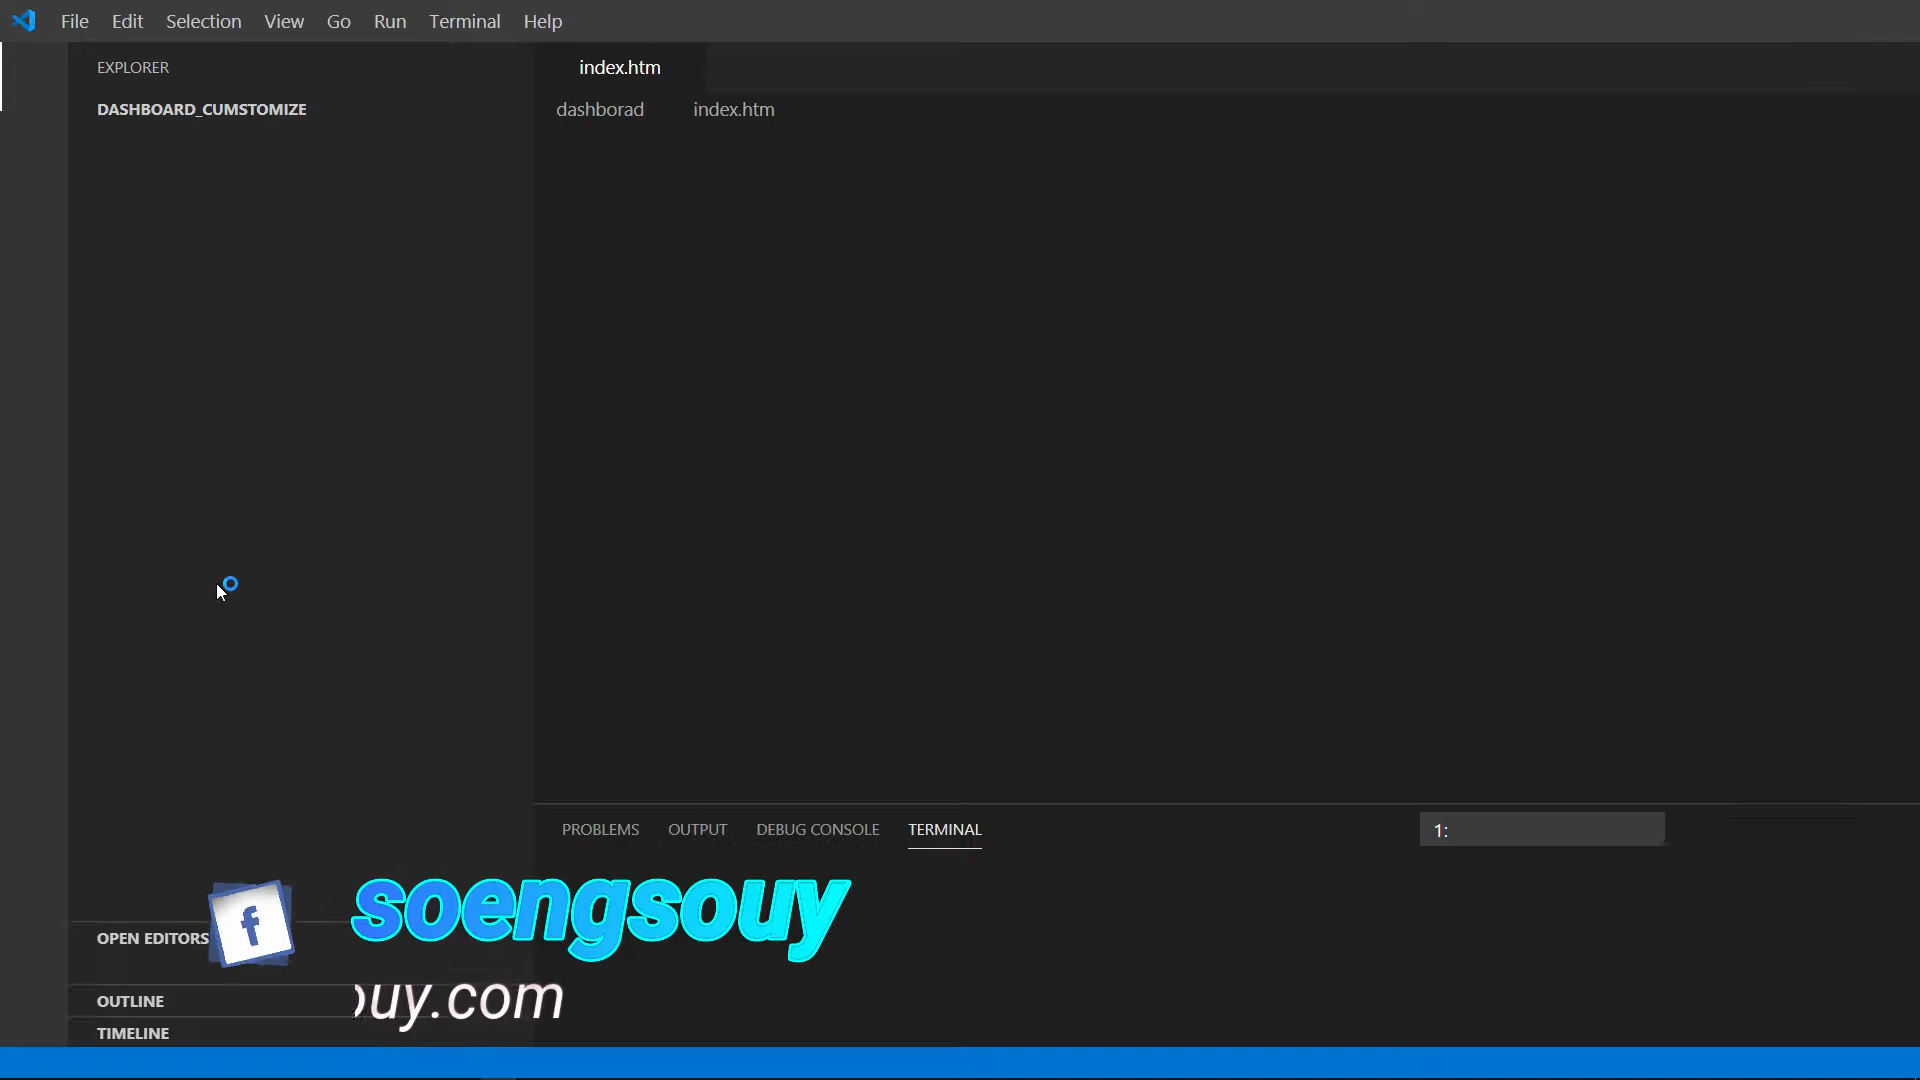 File Edit Selection View Go Run Terminal Help
EXPLORER
index.htm
DASHBOARD_CUMSTOMIZE
dashborad index.htm
PROBLEMS OUTPUT DEBUG CONSOLE TERMINAL
1:
f soengsouy
OPEN EDITORS
uy.com
OUTLINE
TIMELINE